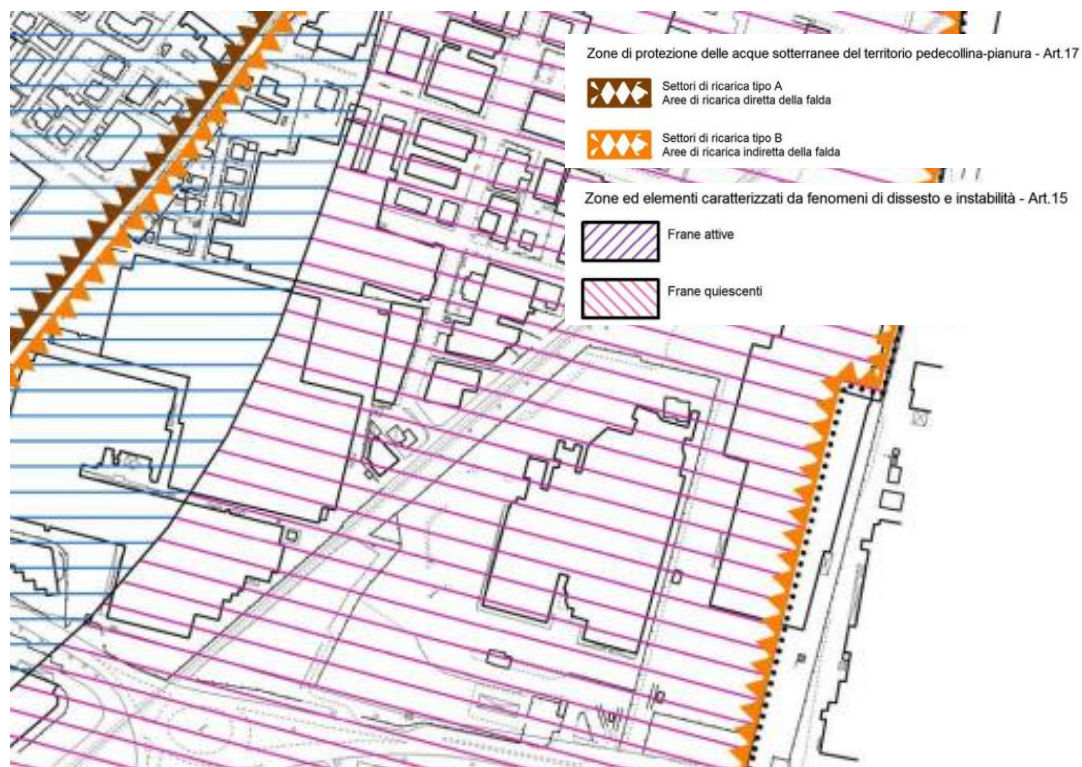 Zone di protezione delle acque sotterranee del territorio pedecollina-pianura - Art.17
Settori di ricarica tipo A
Aree di ricarica diretta della falda
Settori di ricarica tipo B
Aree di ricarica indiretta della falda
Zone ed elementi caratterizzati da fenomeni di dissesto e instabilità - Art.15
Frane attive
Frane quiescenti